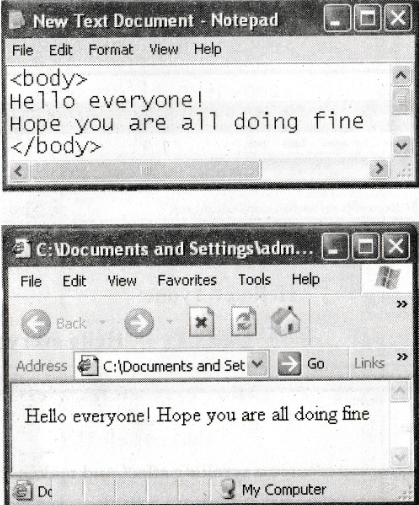 New Text Document - Notepad
File Edit Format View Help
<body>
Hello everyone!
Hope you are all doing fine
</body>
C:\Documents and Settings\adm...
File Edit View Favorites Tools Help
Back
Address C:\Documents and Set Go Links »
Hello everyone! Hope you are all doing fine
Dc My Computer